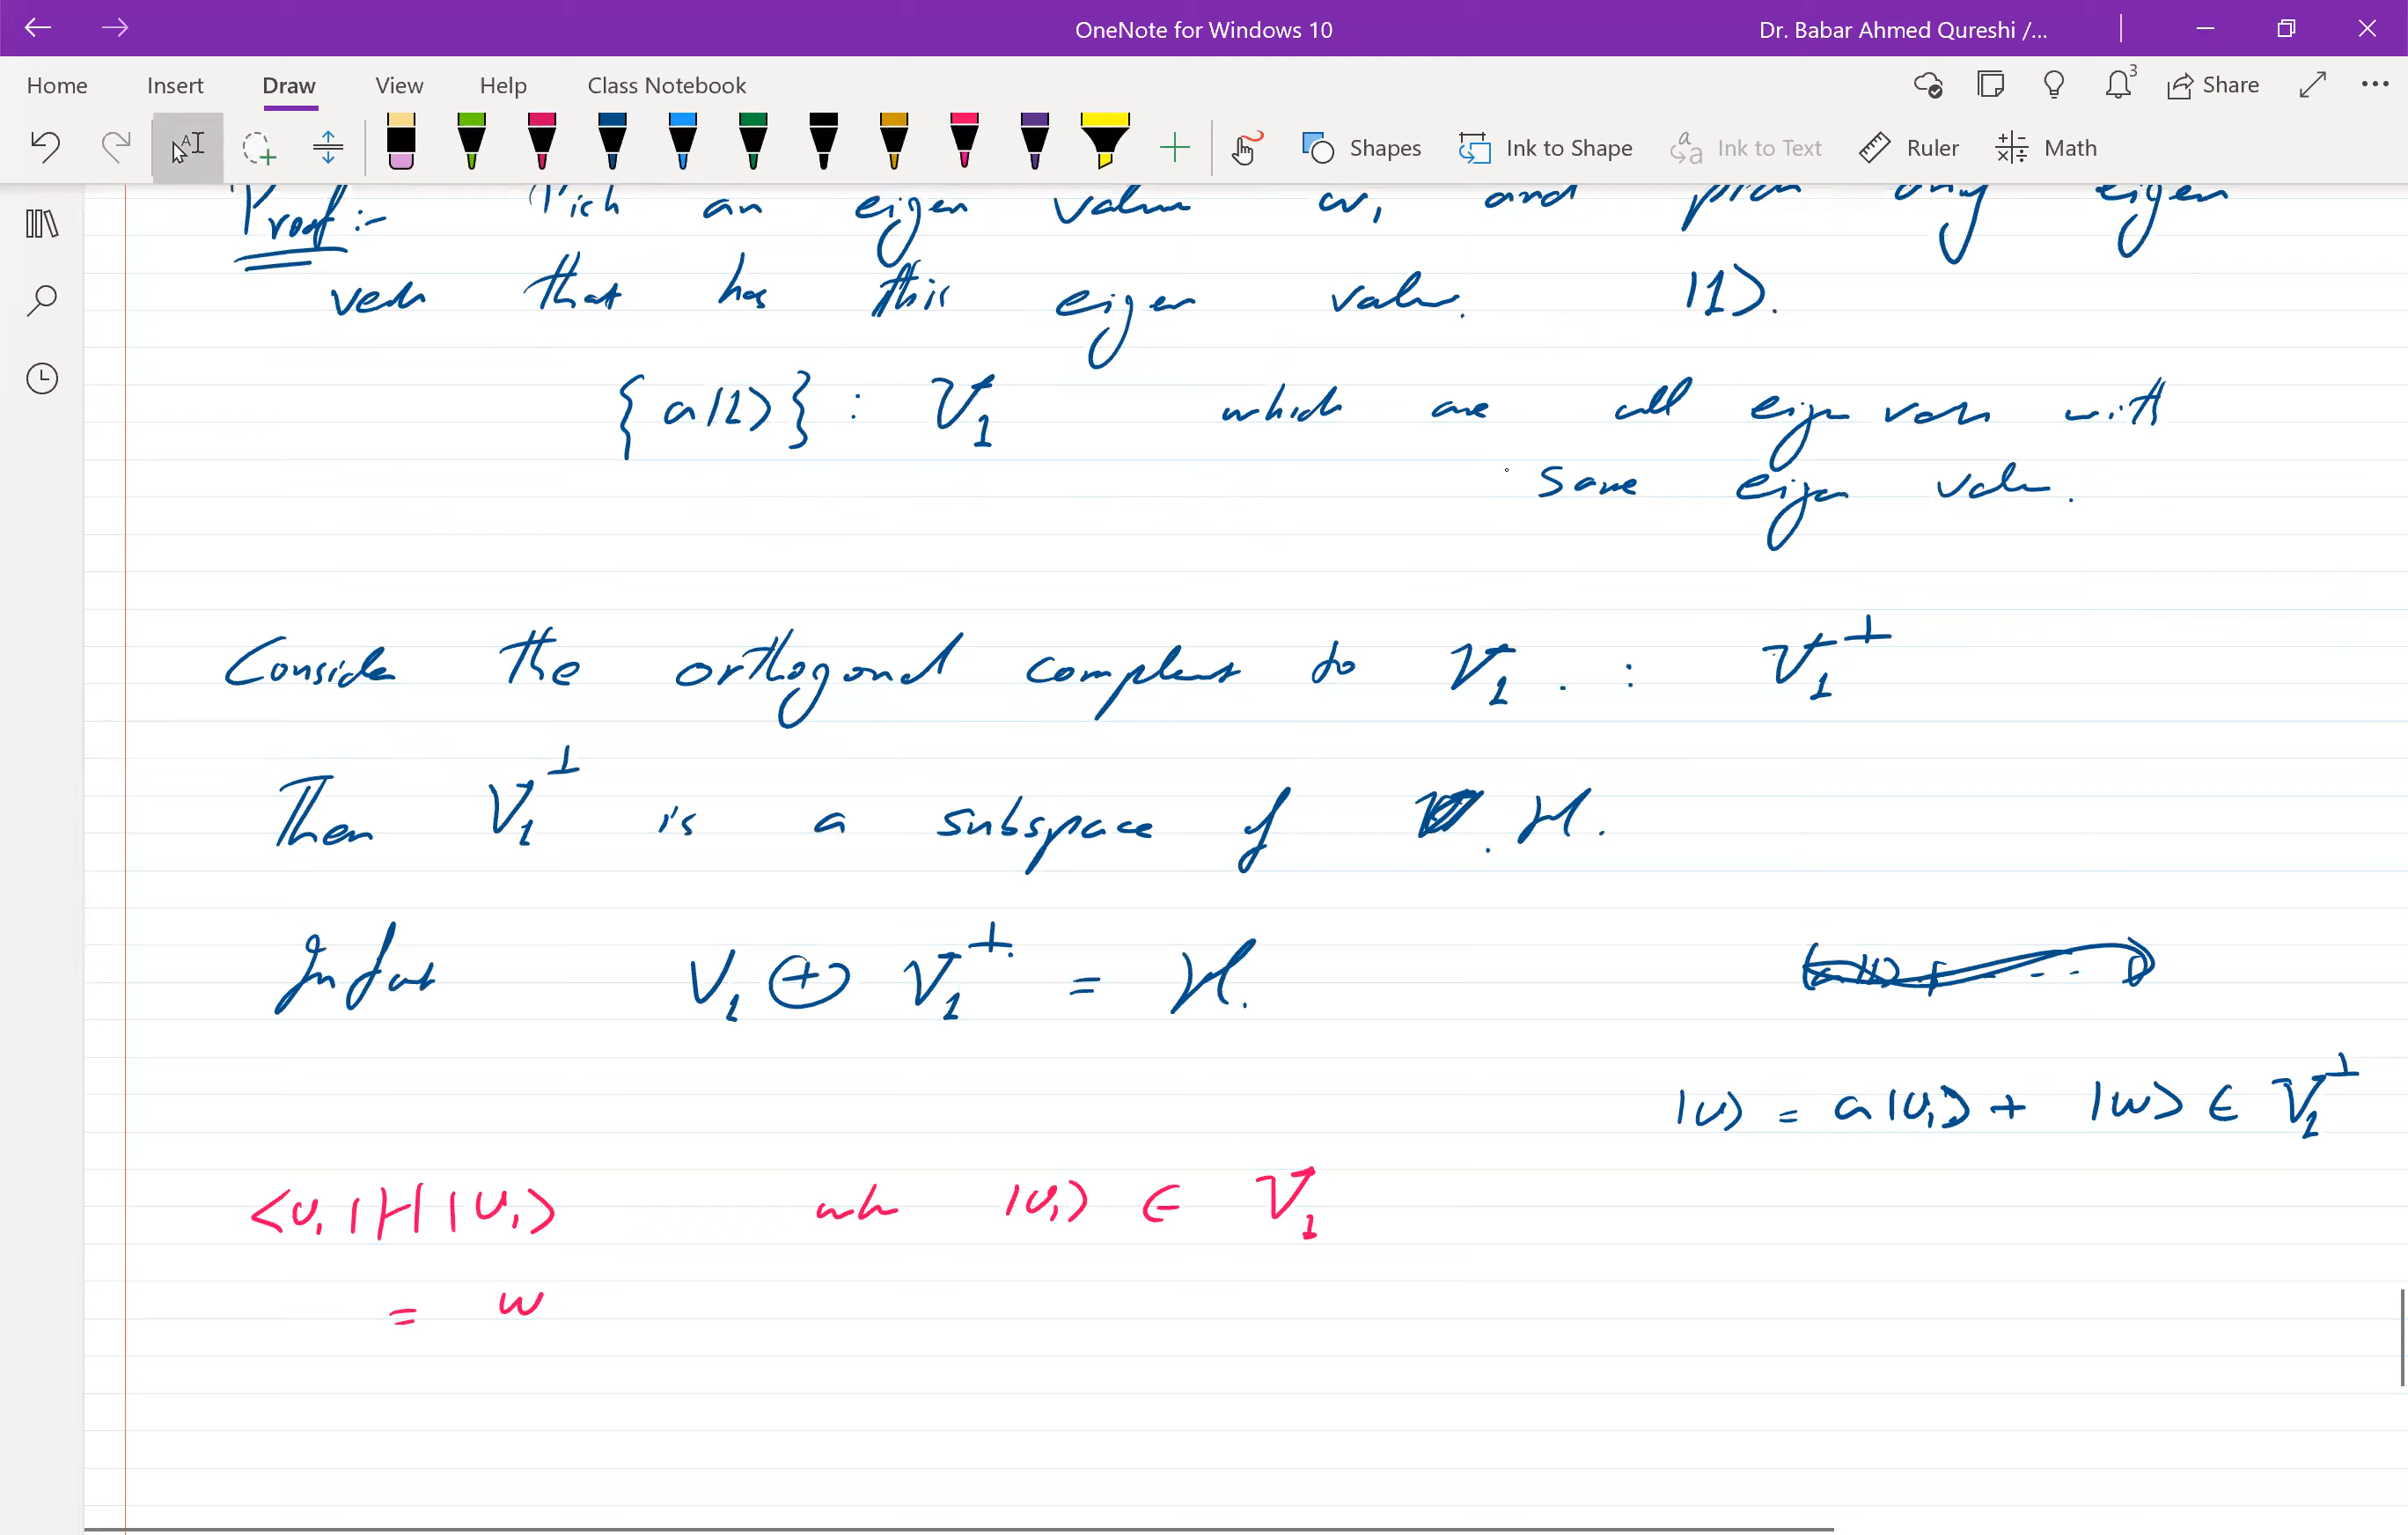 OneNote for Windows 10
Dr. Babar Ahmed Qureshi /...
Home Insert Draw View Help Class Notebook
3 Share
Shapes Ink to Shape Ink to Text Ruler Math
Proof :- Pick an eigen value ω, and pick any eigen
vector that has this eigen value. |1⟩.
{ a|1⟩ } : V₁ which are all eigen vectors with
same eigen value.
Consider the orthogonal complement to V₁ . : V₁^⊥
Then V₁^⊥ is a subspace of H.
In fact V₁ ⊕ V₁^⊥ = H.
|v⟩ = a|v₁⟩ + |w⟩ ∈ V₁^⊥
⟨v₁|H|v₁⟩ where |v₁⟩ ∈ V₁
= w